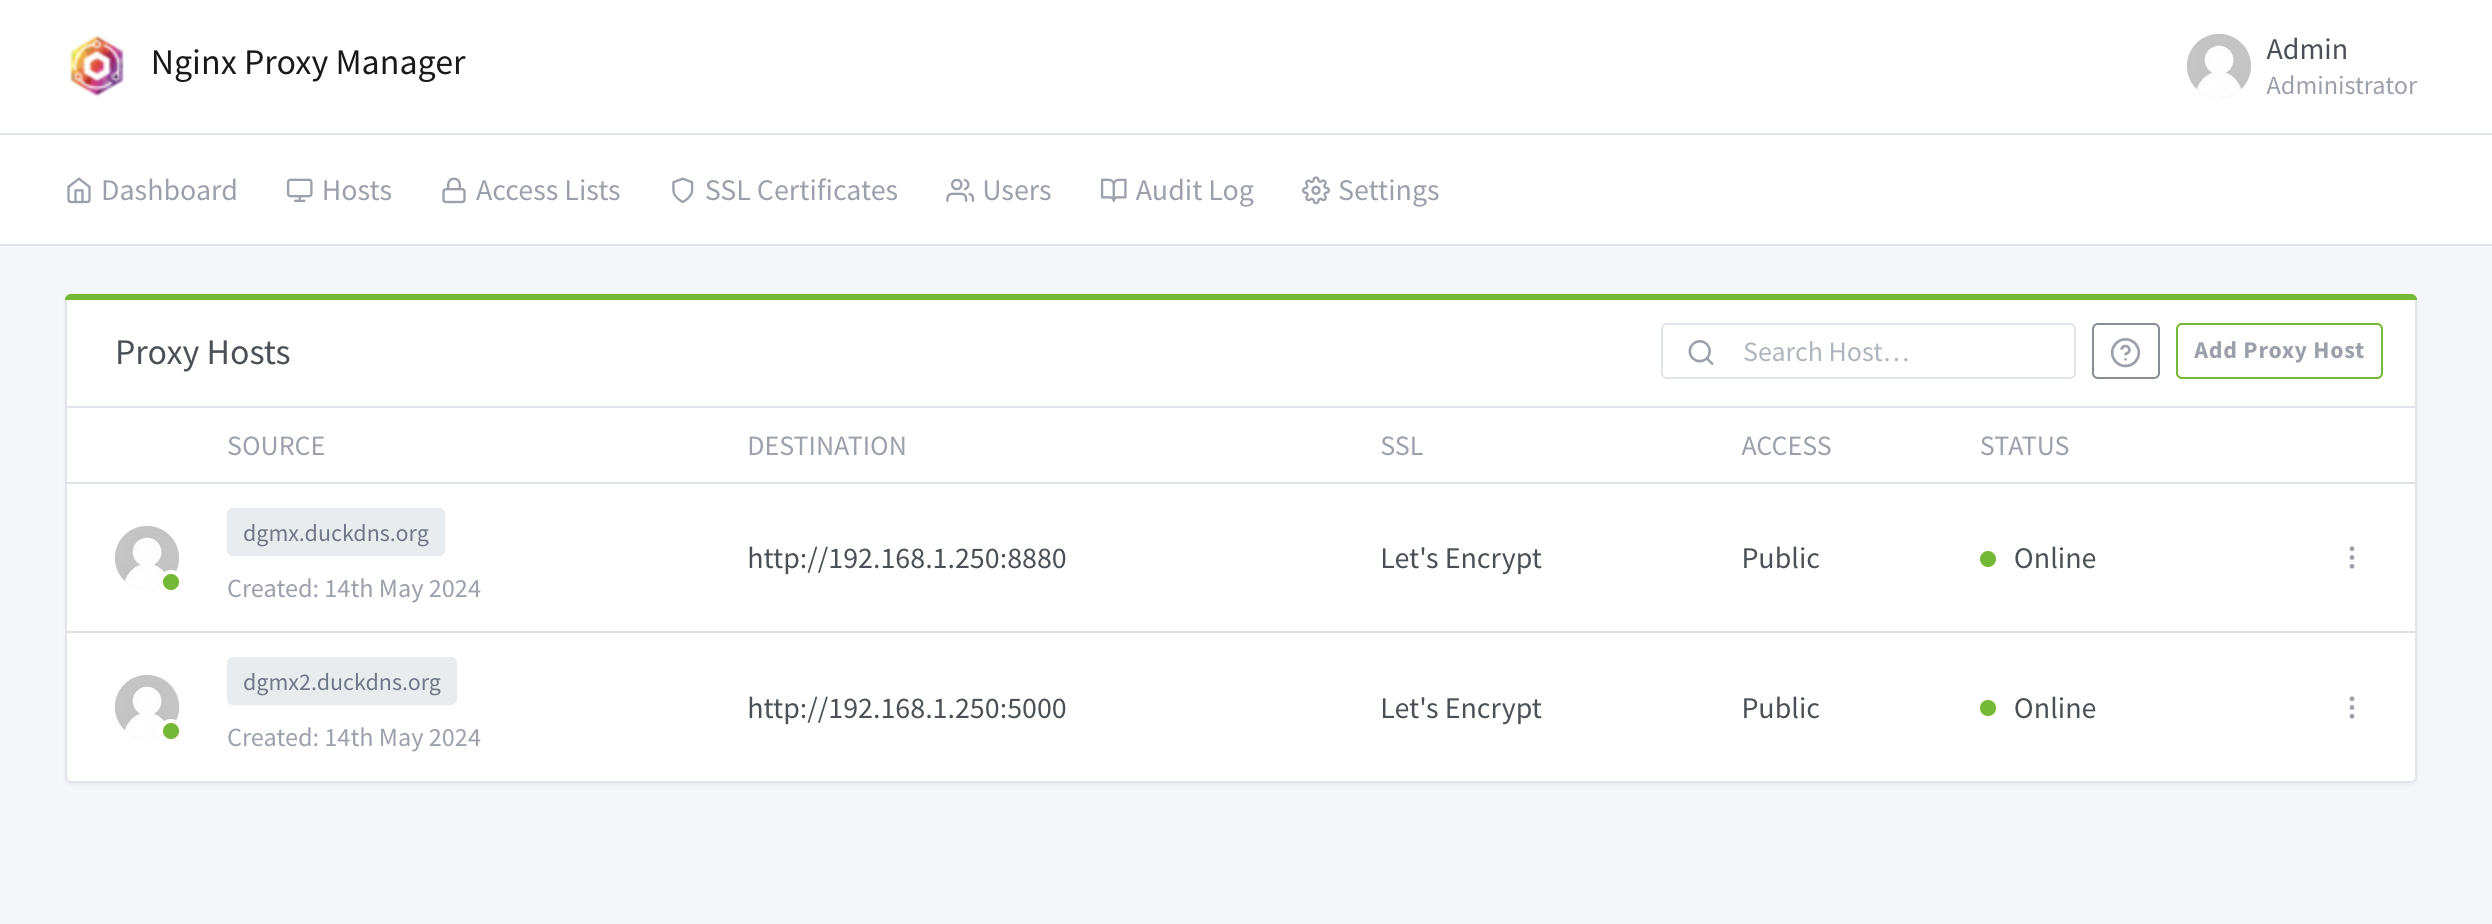 Nginx Proxy Manager
Admin
Administrator
Dashboard Hosts Access Lists SSL Certificates Users Audit Log Settings
Proxy Hosts
Search Host...
Add Proxy Host
SOURCE DESTINATION SSL ACCESS STATUS
dgmx.duckdns.org
Created: 14th May 2024
http://192.168.1.250:8880 Let's Encrypt Public Online
dgmx2.duckdns.org
Created: 14th May 2024
http://192.168.1.250:5000 Let's Encrypt Public Online